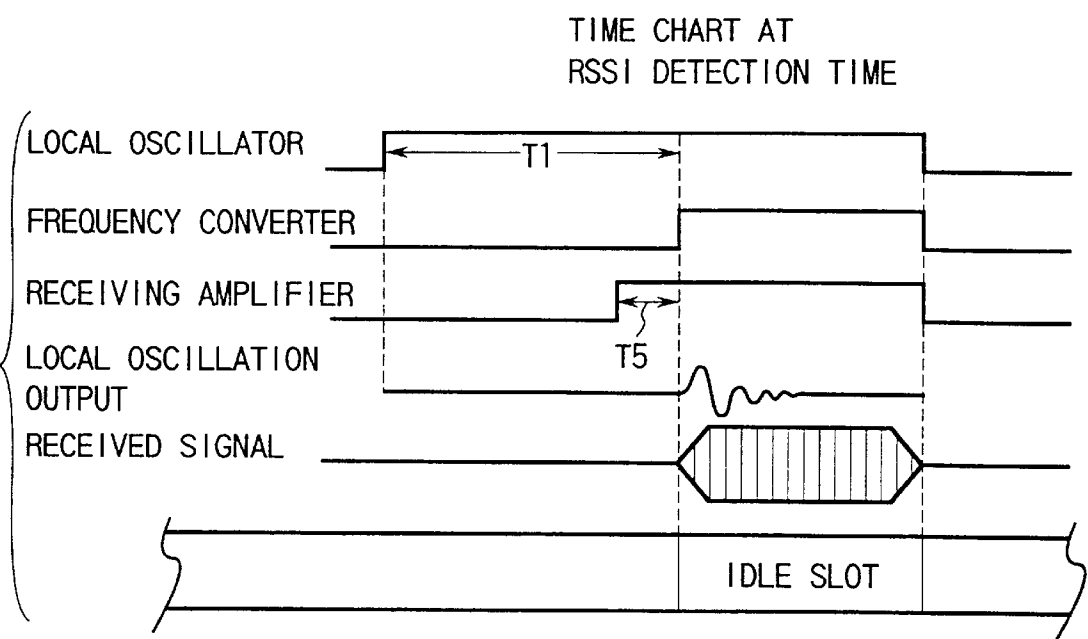 TIME CHART AT
RSSI DETECTION TIME
LOCAL OSCILLATOR
T1
FREQUENCY CONVERTER
RECEIVING AMPLIFIER
T5
LOCAL OSCILLATION
OUTPUT
RECEIVED SIGNAL
IDLE SLOT